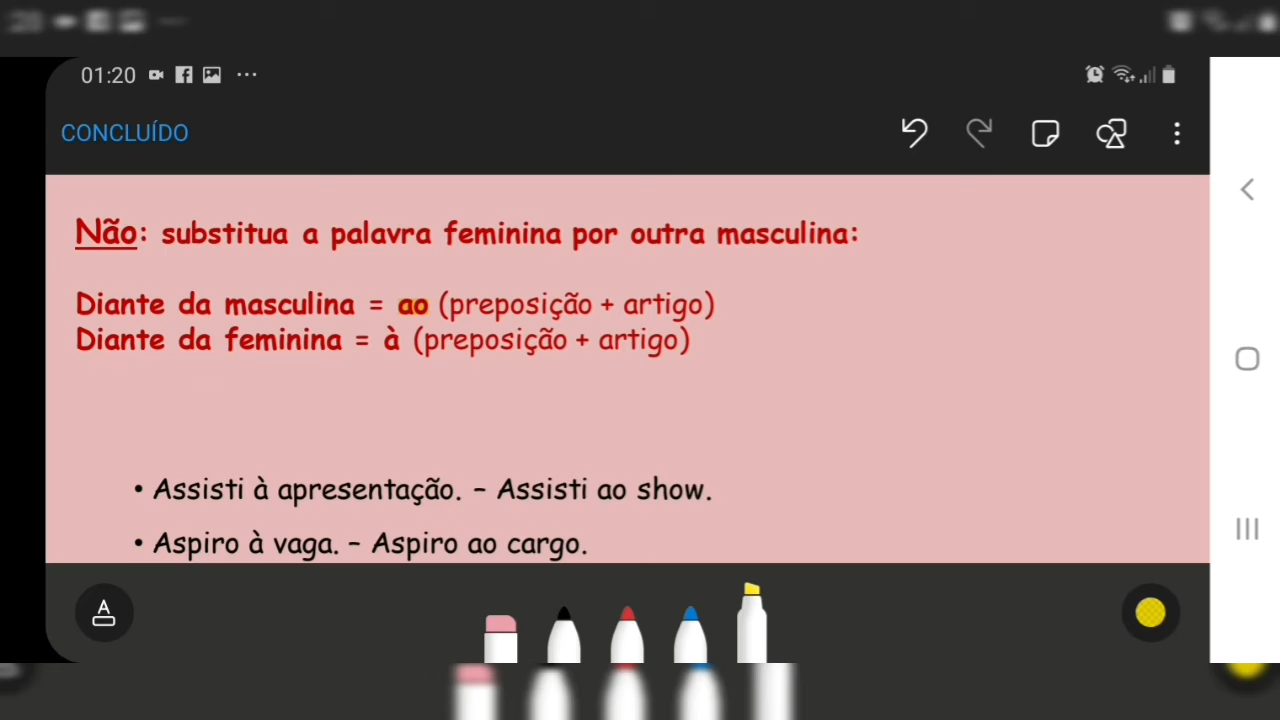 01:20
CONCLUÍDO
Não: substitua a palavra feminina por outra masculina:
Diante da masculina = ao (preposição + artigo)
Diante da feminina = à (preposição + artigo)
• Assisti à apresentação. – Assisti ao show.
• Aspiro à vaga. – Aspiro ao cargo.
A